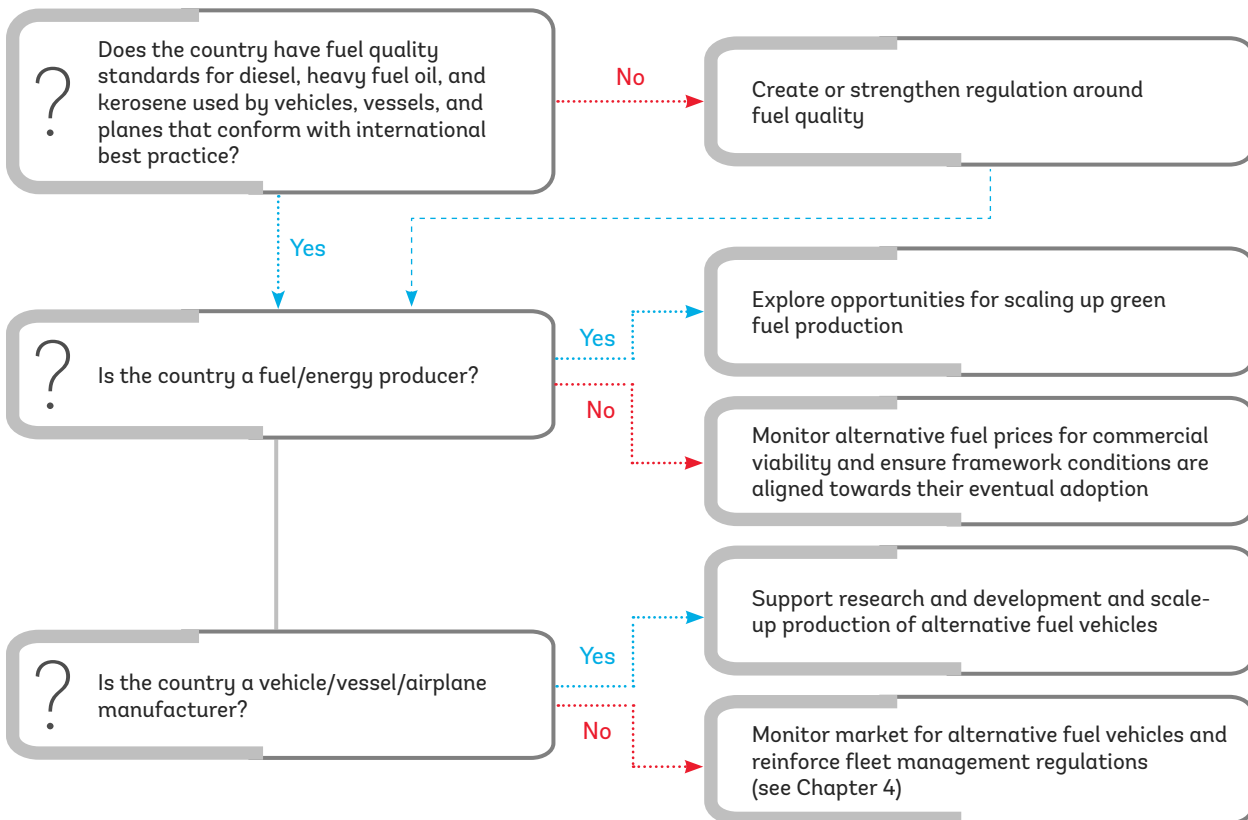 ?
Does the country have fuel quality
standards for diesel, heavy fuel oil, and
kerosene used by vehicles, vessels, and
planes that conform with international
best practice?
No
Create or strengthen regulation around
fuel quality
Yes
?
Is the country a fuel/energy producer?
Yes
Explore opportunities for scaling up green
fuel production
No
Monitor alternative fuel prices for commercial
viability and ensure framework conditions are
aligned towards their eventual adoption
?
Is the country a vehicle/vessel/airplane
manufacturer?
Yes
Support research and development and scale-
up production of alternative fuel vehicles
No
Monitor market for alternative fuel vehicles and
reinforce fleet management regulations
(see Chapter 4)